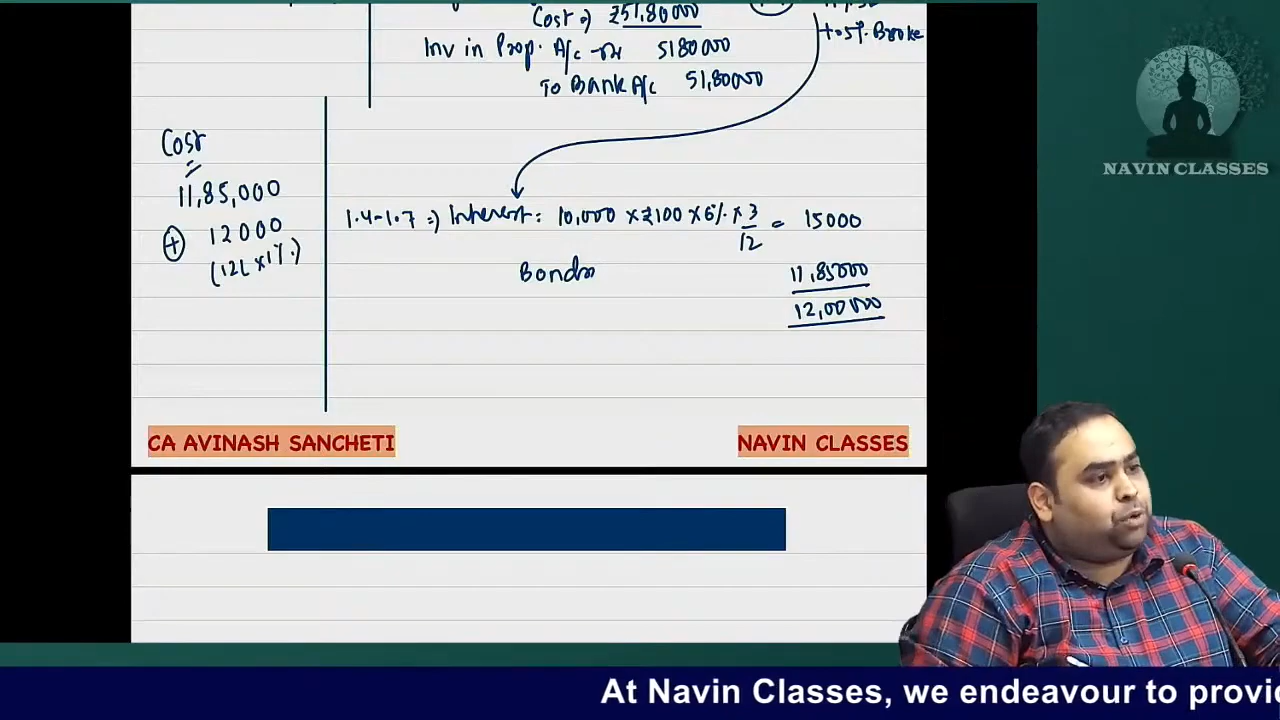 Cost => ₹51,80000
+.5% Broke
Inv in Prop. A/c Dr 5180000
To Bank A/c 51,80000
NAVIN CLASSES
Cost
11,85,000
+ 12000
(12L x 1%)
1.4-1.7 => Interest: 10,000 x ₹100 x 6% x 3/12 = 15000
Bonds
11,85000
12,00000
CA AVINASH SANCHETI
NAVIN CLASSES
At Navin Classes, we endeavour to provi